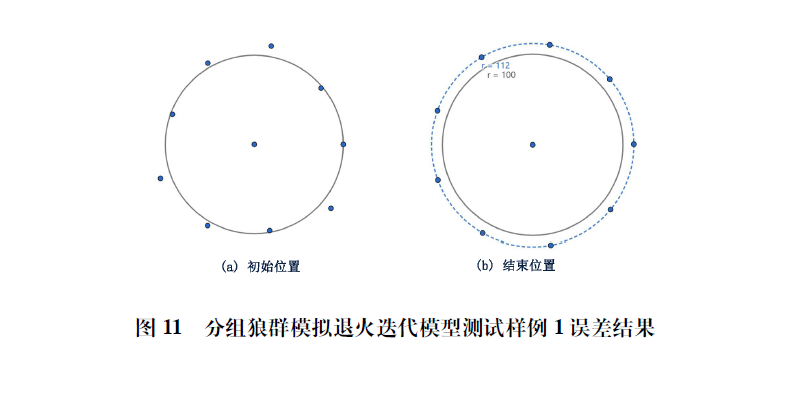 r = 112
r = 100
(a) 初始位置
(b) 结束位置
图 11 分组狼群模拟退火迭代模型测试样例 1 误差结果